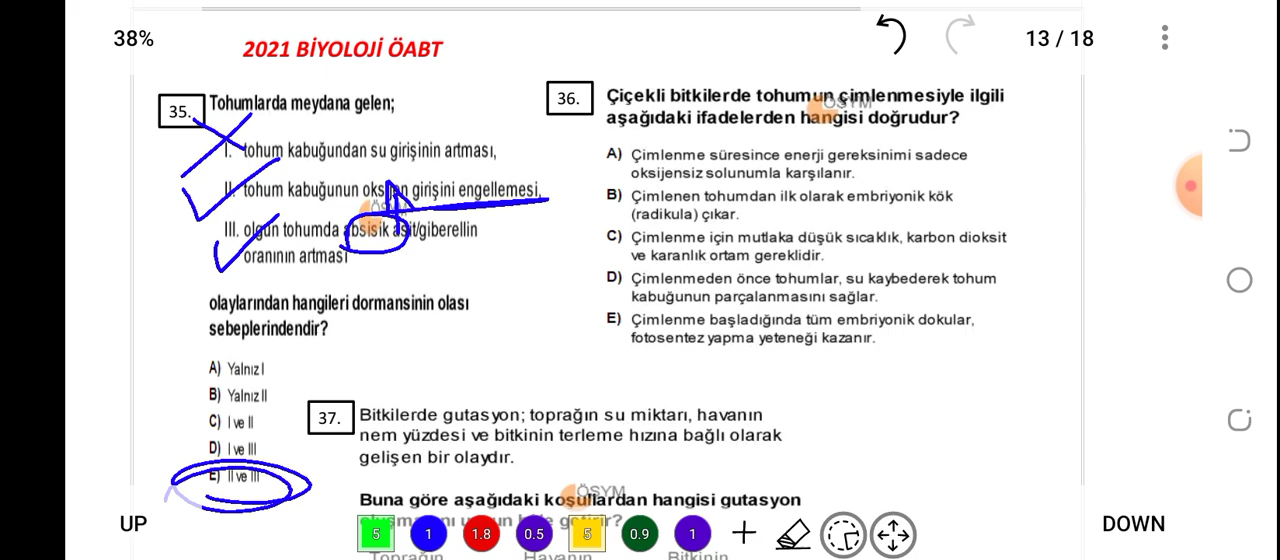 38%
2021 BİYOLOJİ ÖABT
13 / 18
35.
Tohumlarda meydana gelen;
I. tohum kabuğundan su girişinin artması,
II. tohum kabuğunun oksijen girişini engellemesi,
III. olgun tohumda absisik asit/giberellin
oranının artması
olaylarından hangileri dormansinin olası
sebeplerindendir?
A) Yalnız I
B) Yalnız II
C) I ve II
D) I ve III
E) II ve III
ÖSYM
36.
Çiçekli bitkilerde tohumun çimlenmesiyle ilgili
aşağıdaki ifadelerden hangisi doğrudur?
ÖSYM
A) Çimlenme süresince enerji gereksinimi sadece
oksijensiz solunumla karşılanır.
B) Çimlenen tohumdan ilk olarak embriyonik kök
(radikula) çıkar.
C) Çimlenme için mutlaka düşük sıcaklık, karbon dioksit
ve karanlık ortam gereklidir.
D) Çimlenmeden önce tohumlar, su kaybederek tohum
kabuğunun parçalanmasını sağlar.
E) Çimlenme başladığında tüm embriyonik dokular,
fotosentez yapma yeteneği kazanır.
37.
Bitkilerde gutasyon; toprağın su miktarı, havanın
nem yüzdesi ve bitkinin terleme hızına bağlı olarak
gelişen bir olaydır.
ÖSYM
Buna göre aşağıdaki koşullardan hangisi gutasyon
Toprağın Havanın Bitkinin
UP
5 1 1.8 0.5 5 0.9 1
DOWN